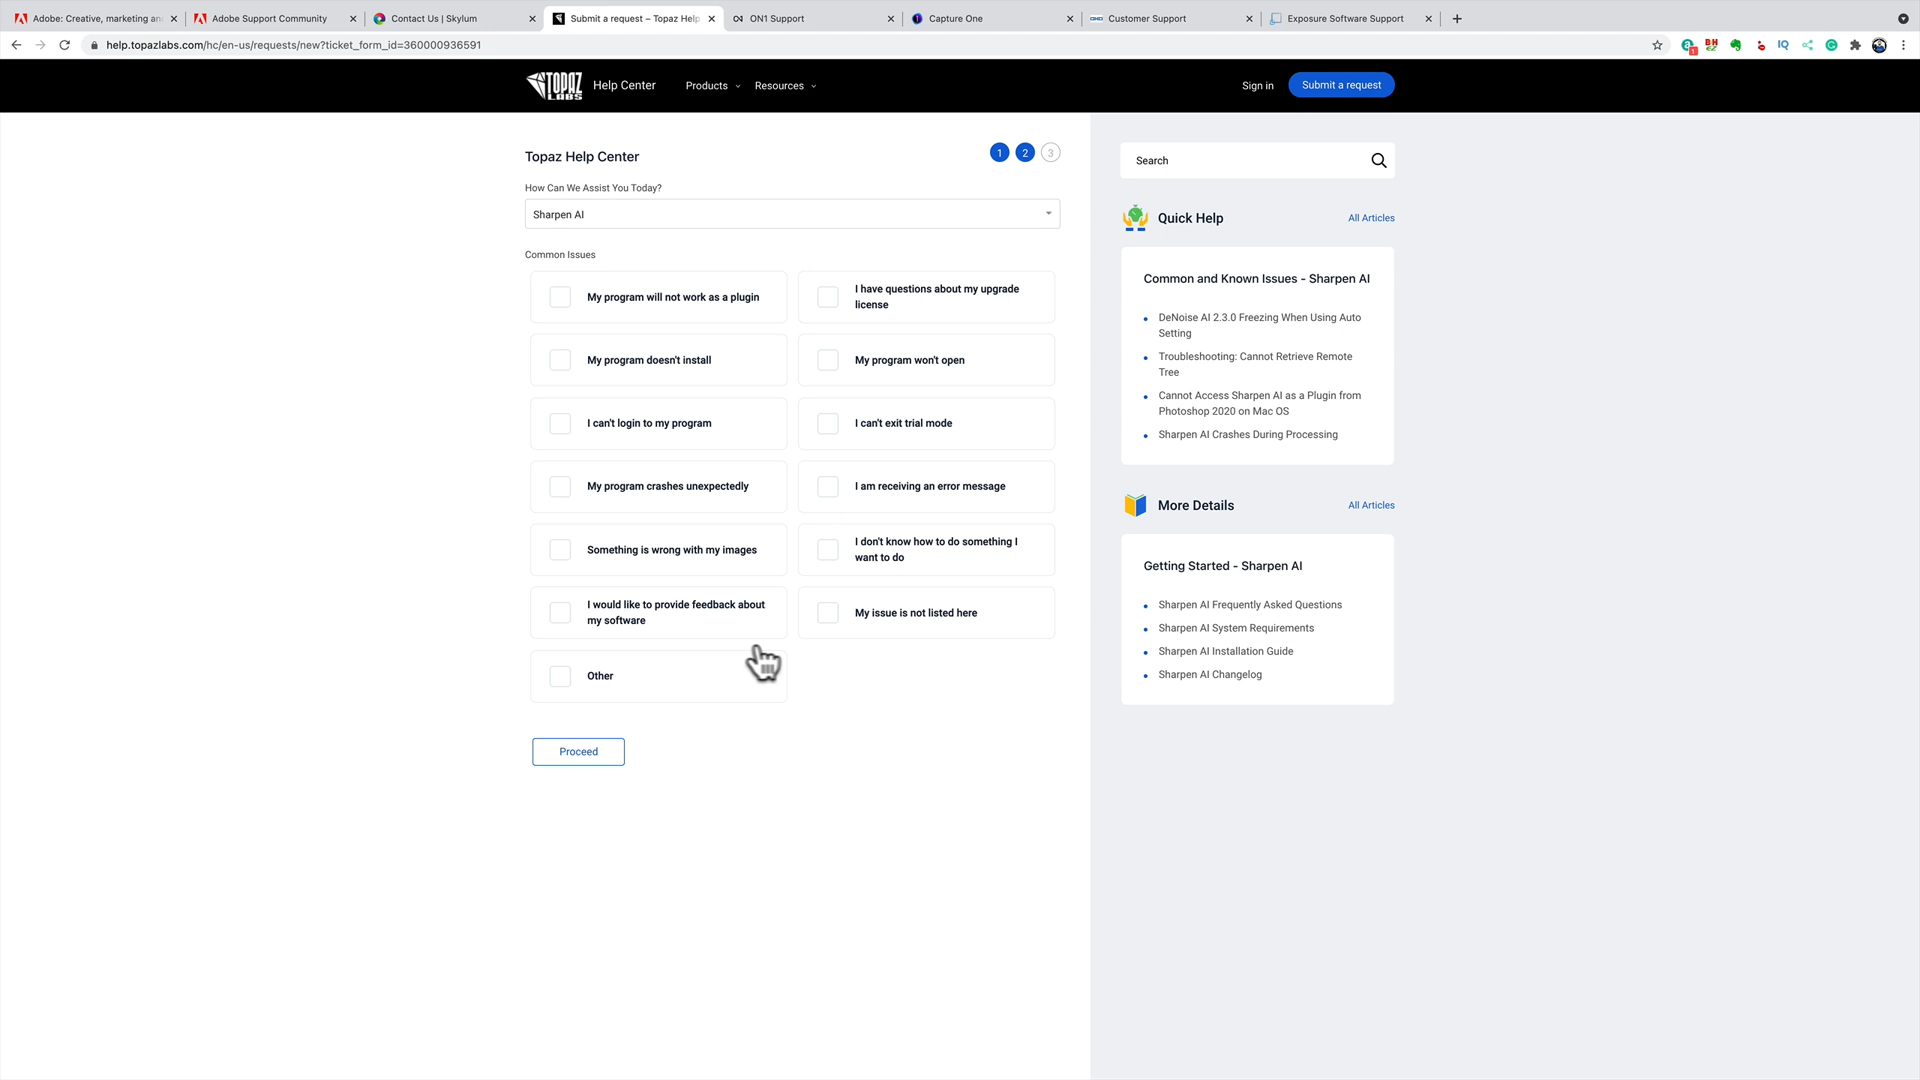 Adobe: Creative, marketing an
Adobe Support Community
Contact Us | Skylum
Submit a request – Topaz Help
ON1 Support
Capture One
Customer Support
Exposure Software Support
help.topazlabs.com/hc/en-us/requests/new?ticket_form_id=360000936591
TOPAZ LABS
Help Center
Products
Resources
Sign in
Submit a request
Topaz Help Center
1 2 3
How Can We Assist You Today?
Sharpen AI
Common Issues
My program will not work as a plugin
I have questions about my upgrade
license
My program doesn't install
My program won't open
I can't login to my program
I can't exit trial mode
My program crashes unexpectedly
I am receiving an error message
Something is wrong with my images
I don't know how to do something I
want to do
I would like to provide feedback about
my software
My issue is not listed here
Other
Proceed
Search
Quick Help
All Articles
Common and Known Issues - Sharpen AI
DeNoise AI 2.3.0 Freezing When Using Auto
Setting
Troubleshooting: Cannot Retrieve Remote
Tree
Cannot Access Sharpen AI as a Plugin from
Photoshop 2020 on Mac OS
Sharpen AI Crashes During Processing
More Details
All Articles
Getting Started - Sharpen AI
Sharpen AI Frequently Asked Questions
Sharpen AI System Requirements
Sharpen AI Installation Guide
Sharpen AI Changelog